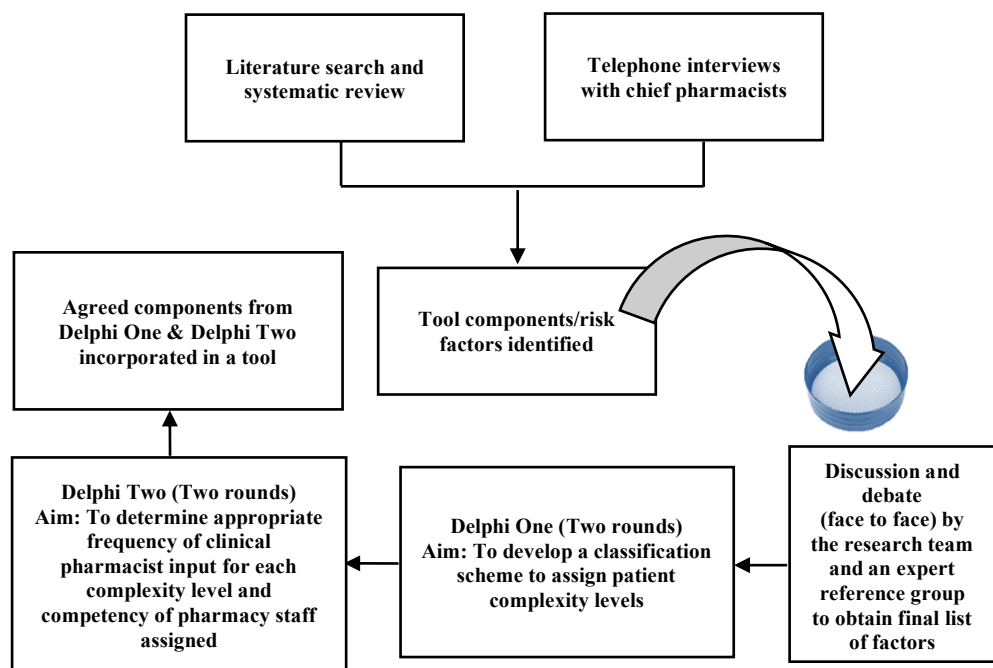 Literature search and
systematic review
Telephone interviews
with chief pharmacists
Tool components/risk
factors identified
Agreed components from
Delphi One & Delphi Two
incorporated in a tool
Discussion and
debate
(face to face) by
the research team
and an expert
reference group
to obtain final list
of factors
Delphi One (Two rounds)
Aim: To develop a classification
scheme to assign patient
complexity levels
Delphi Two (Two rounds)
Aim: To determine appropriate
frequency of clinical
pharmacist input for each
complexity level and
competency of pharmacy staff
assigned